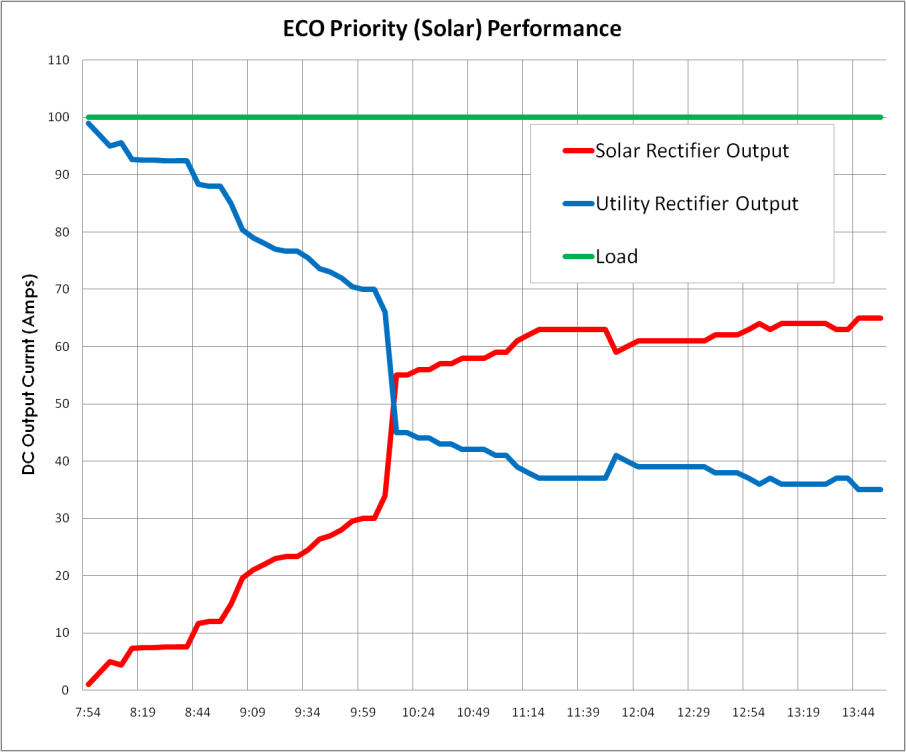 ECO Priority (Solar) Performance
110
100
90
80
70
60
50
40
30
20
10
0
DC Output Currnt (Amps)
Solar Rectifier Output
Utility Rectifier Output
Load
7:54 8:19 8:44 9:09 9:34 9:59 10:24 10:49 11:14 11:39 12:04 12:29 12:54 13:19 13:44